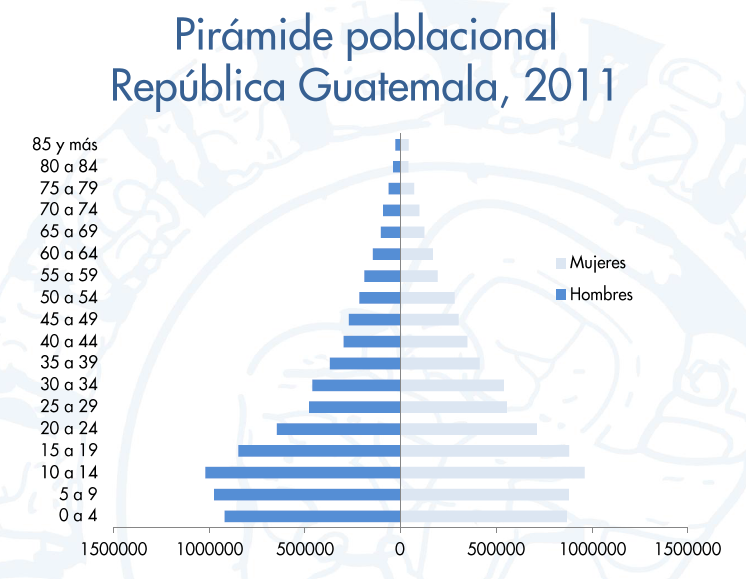 Pirámide poblacional
República Guatemala, 2011
85 y más
80 a 84
75 a 79
70 a 74
65 a 69
60 a 64
55 a 59
50 a 54
45 a 49
40 a 44
35 a 39
30 a 34
25 a 29
20 a 24
15 a 19
10 a 14
5 a 9
0 a 4
Mujeres
Hombres
1500000 1000000 500000 0 500000 1000000 1500000